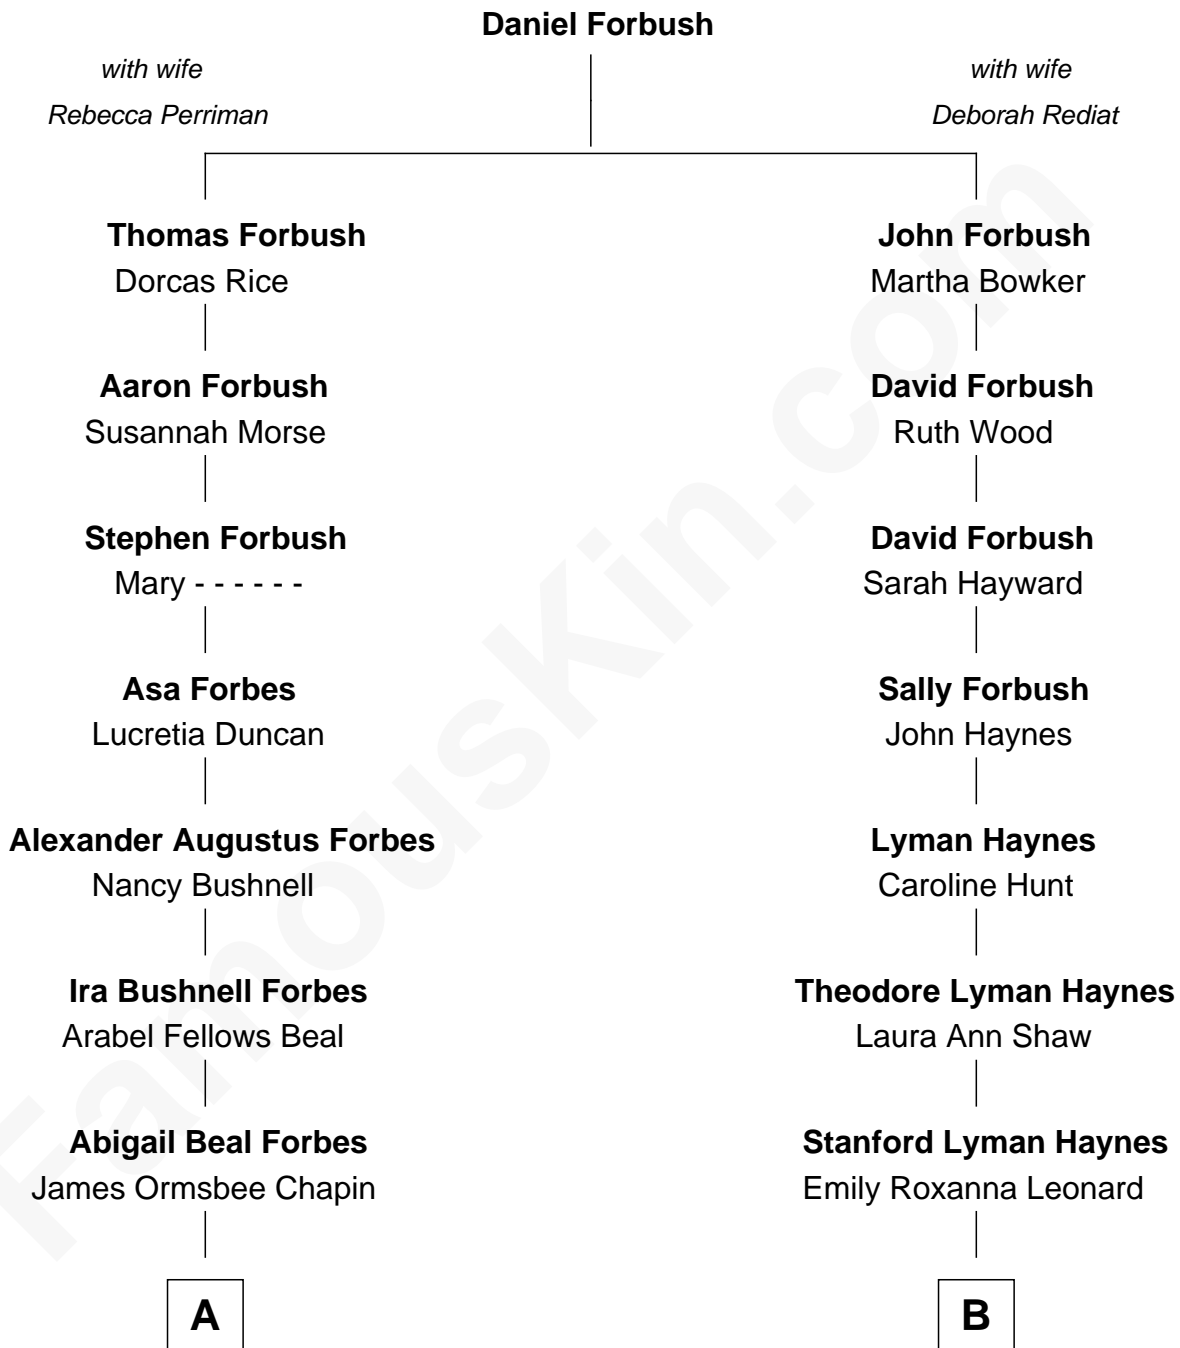 Daniel Forbush
with wife
Rebecca Perriman
with wife
Deborah Rediat
Thomas Forbush
Dorcas Rice
John Forbush
Martha Bowker
Aaron Forbush
Susannah Morse
David Forbush
Ruth Wood
Stephen Forbush
Mary - - - - - -
David Forbush
Sarah Hayward
Asa Forbes
Lucretia Duncan
Sally Forbush
John Haynes
Alexander Augustus Forbes
Nancy Bushnell
Lyman Haynes
Caroline Hunt
Ira Bushnell Forbes
Arabel Fellows Beal
Theodore Lyman Haynes
Laura Ann Shaw
Abigail Beal Forbes
James Ormsbee Chapin
Stanford Lyman Haynes
Emily Roxanna Leonard
A
B
FamousKin.com